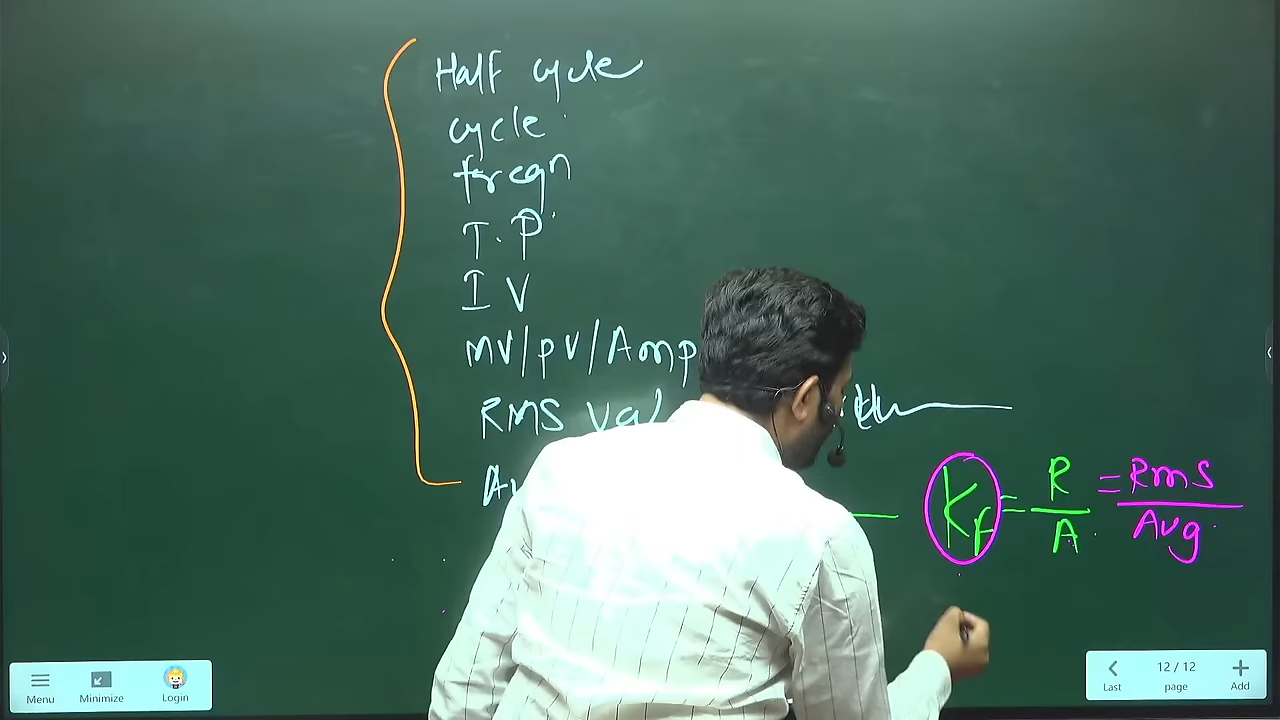 Half cycle
cycle
freqn
T.P
I V
MV/PV/Amp
RMS val
Av
Kf = R/A = Rms/Avg
Menu
Minimize
Login
Last
12/12
page
Add